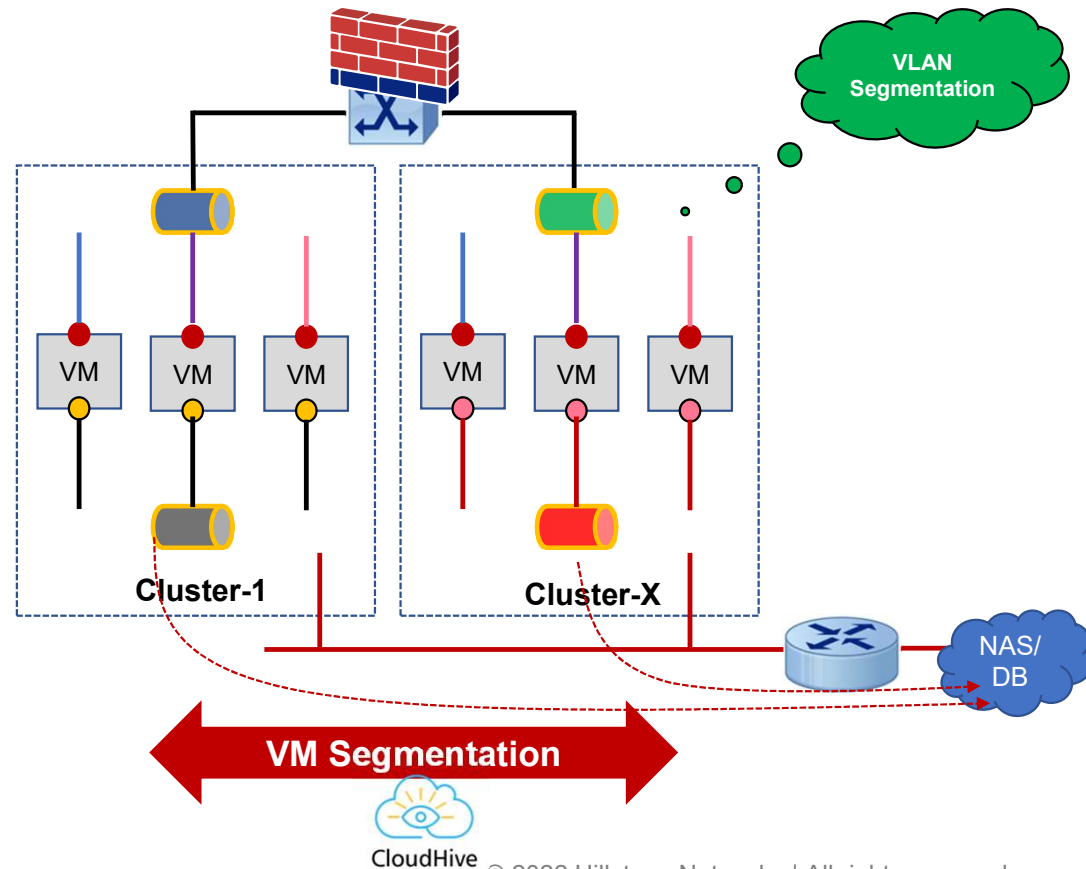 VLAN
Segmentation
VM
VM
VM
VM
VM
VM
Cluster-1
Cluster-X
NAS/
DB
VM Segmentation
CloudHive